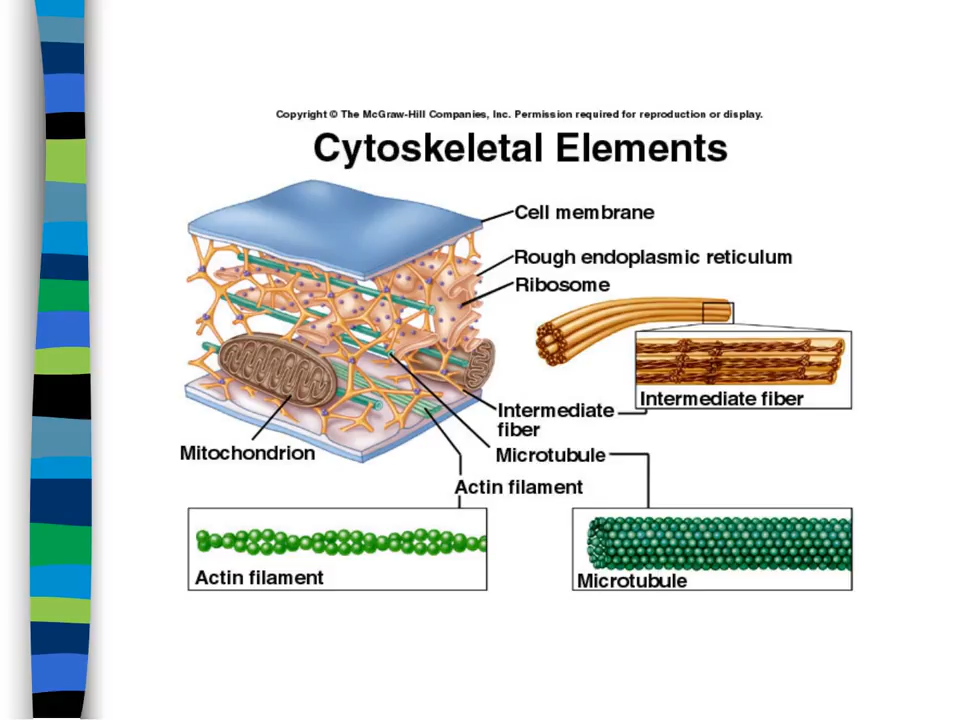 Copyright © The McGraw-Hill Companies, Inc. Permission required for reproduction or display.
Cytoskeletal Elements
Cell membrane
Rough endoplasmic reticulum
Ribosome
Intermediate fiber
Intermediate
fiber
Mitochondrion
Microtubule
Actin filament
Actin filament
Microtubule